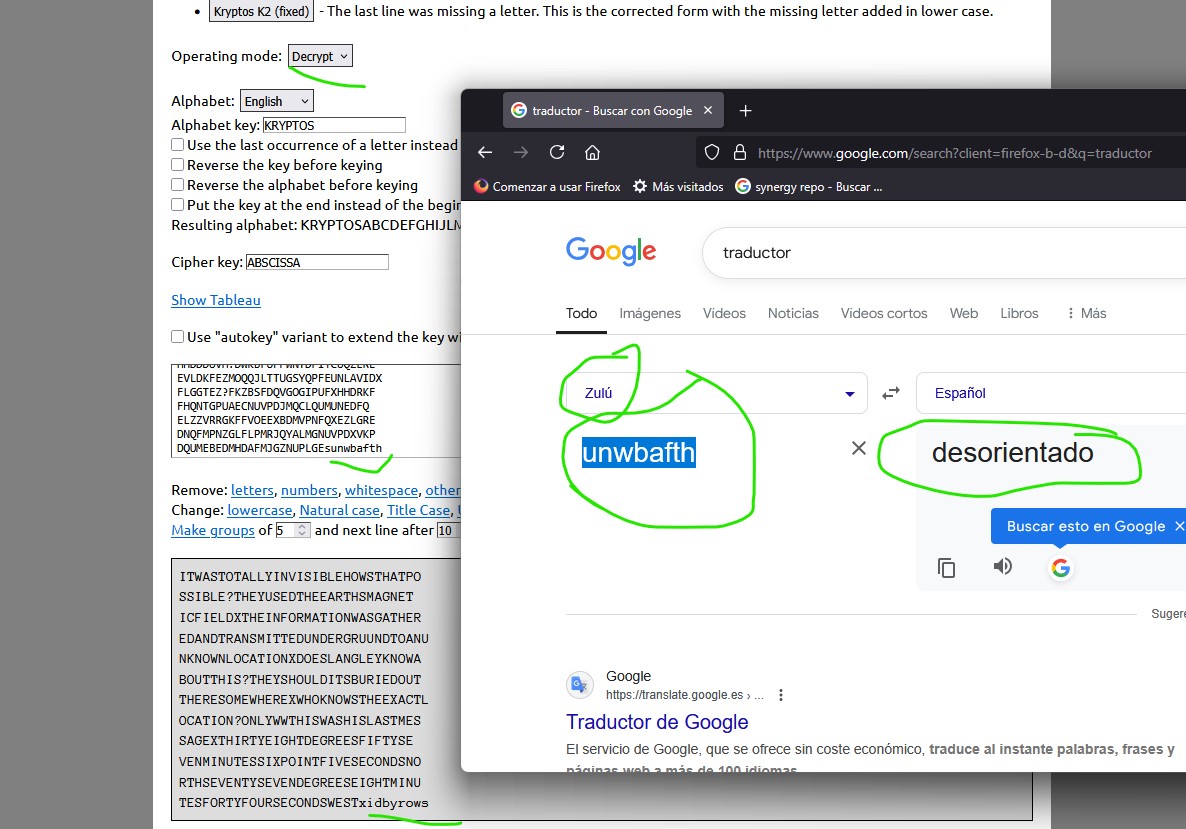 Kryptos K2 (fixed) - The last line was missing a letter. This is the corrected form with the missing letter added in lower case.
Operating mode: Decrypt
Alphabet: English
Alphabet key: KRYPTOS
Use the last occurrence of a letter instead
Reverse the key before keying
Reverse the alphabet before keying
Put the key at the end instead of the begin
Resulting alphabet: KRYPTOSABCDEFGHIJLM
Cipher key: ABSCISSA
Show Tableau
Use "autokey" variant to extend the key wi
EVLDKFEZMOQQJLTTUGSYQPFEUNLAVIDX
FLGGTEZ?FKZBSFDQVGOGIPUFXHHDRKF
FHQNTGPUAECNUVPDJMQCLQUMUNEDFQ
ELZZVRRGKFFVOEEXBDMVPNFQXEZLGRE
DNQFMPNZGLFLPMRJQYALMGNUVPDXVKP
DQUMEBEDMHDAFMJGZNUPLGEsunwbafth
Remove: letters, numbers, whitespace, other
Change: lowercase, Natural case, Title Case,
Make groups of 5 and next line after 10
ITWASTOTALLYINVISIBLEHOWSTHATPO
SSIBLE?THEYUSEDTHEEARTHSMAGNET
ICFIELDXTHEINFORMATIONWASGATHER
EDANDTRANSMITTEDUNDERGRUUNDTOANU
NKNOWNLOCATIONXDOESLANGLEYKNOWA
BOUTTHIS?THEYSHOULDITSBURIEDOUT
THERESOMEWHEREXWHOKNOWSTHEEXACTL
OCATION?ONLYWWTHISWASHISLASTMES
SAGEXTHIRTYEIGHTDEGREESFIFTYSE
VENMINUTESSIXPOINTFIVESECONDSNO
RTHSEVENTYSEVENDEGREESEIGHTMINU
TESFORTYFOURSECONDSWESTxidbyrows
traductor - Buscar con Google
https://www.google.com/search?client=firefox-b-d&q=traductor
Comenzar a usar Firefox Más visitados synergy repo - Buscar ...
Google traductor
Todo Imágenes Vídeos Noticias Vídeos cortos Web Libros Más
Zulú Español
unwbafth desorientado
Buscar esto en Google
Sugere
Google
https://translate.google.es › ...
Traductor de Google
El servicio de Google, que se ofrece sin coste económico, traduce al instante palabras, frases y
páginas web a más de 100 idiomas